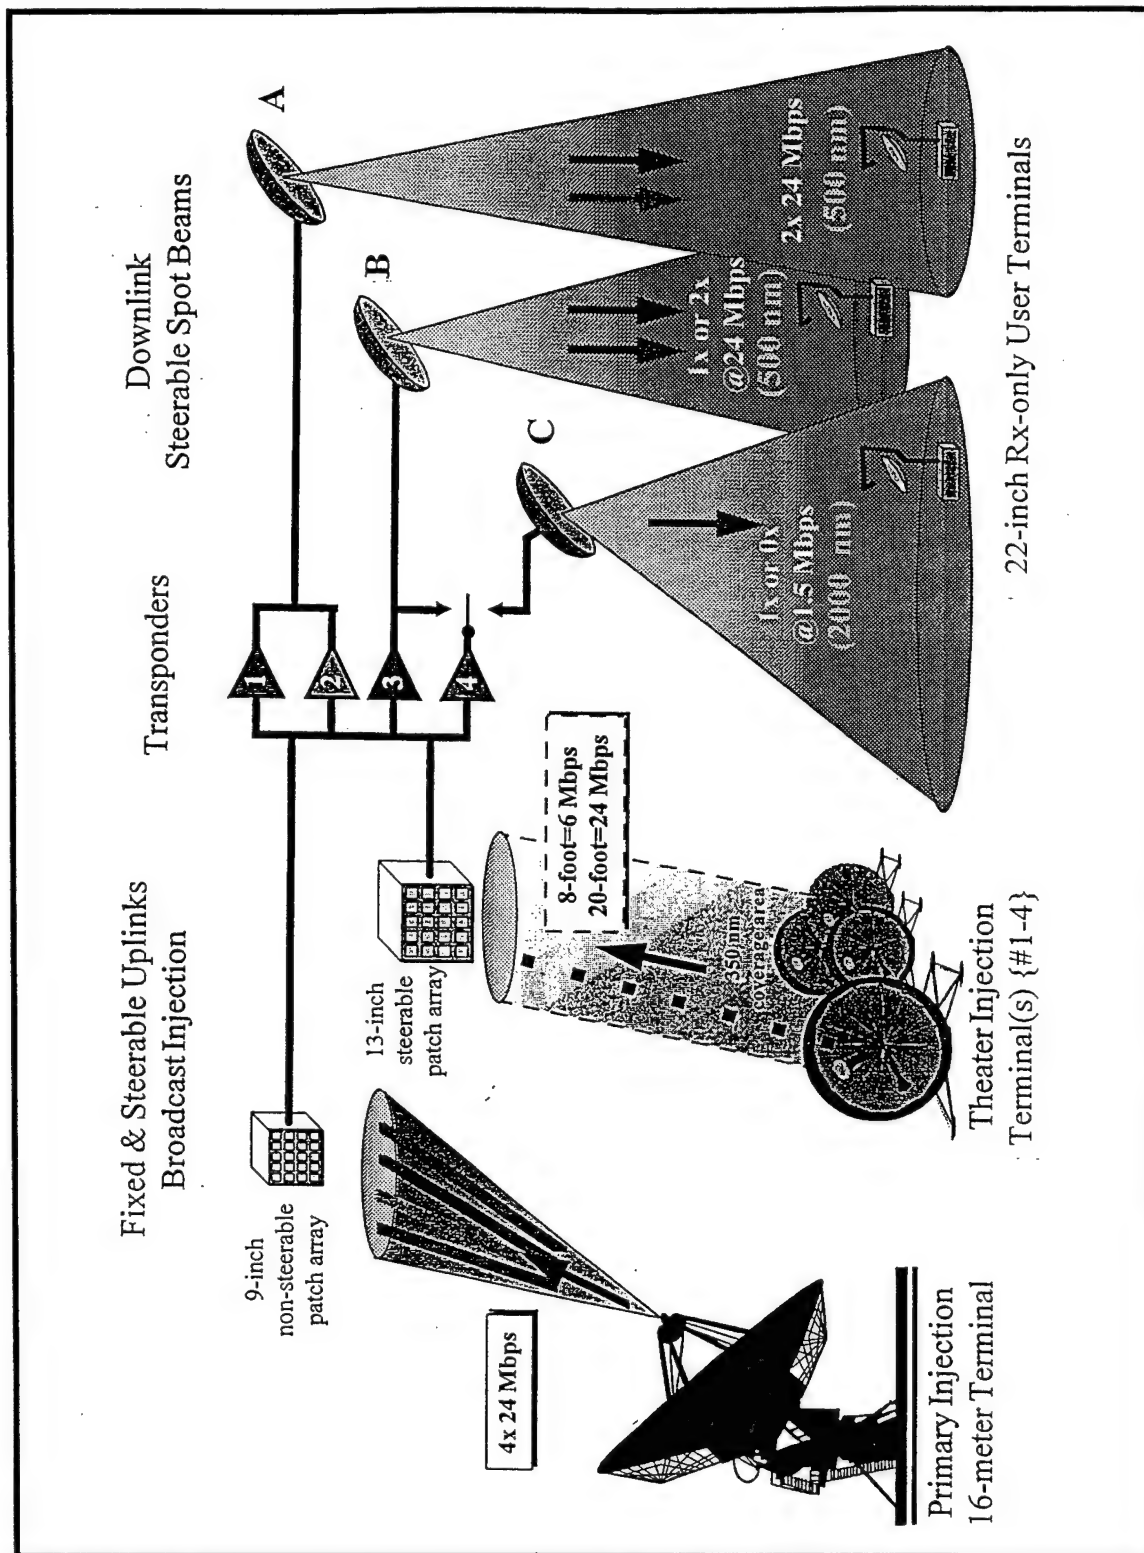 Fixed & Steerable Uplinks
Broadcast Injection
Transponders
Downlink
Steerable Spot Beams
9-inch
non-steerable
patch array
13-inch
steerable
patch array
1
2
3
4
A
B
C
4x 24 Mbps
8-foot=6 Mbps
20-foot=24 Mbps
350 nm
coverage area
1x or 0x
@1.5 Mbps
(2000 nm)
1x or 2x
@24 Mbps
(500 nm)
2x 24 Mbps
(500 nm)
Primary Injection
16-meter Terminal
Theater Injection
Terminal(s) {#1-4}
22-inch Rx-only User Terminals